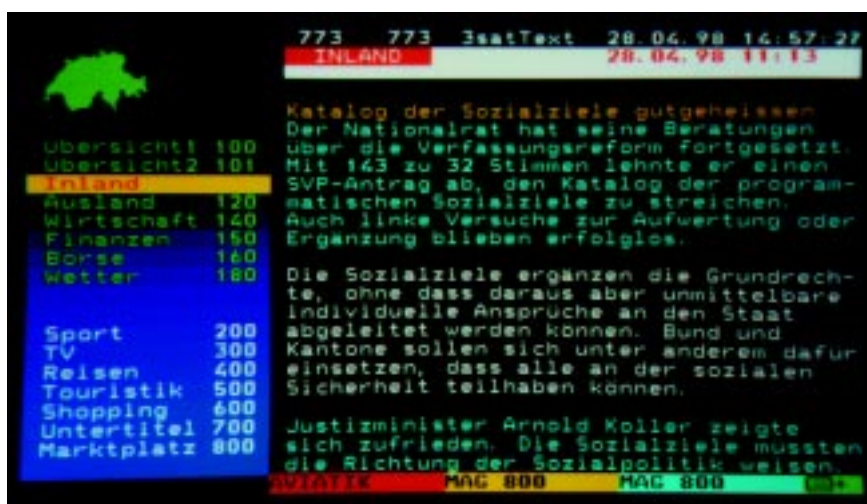 773 773 3satText 28.04.98 14:57:27
INLAND 28.04.98 11:13
Übersicht1 100
Übersicht2 101
Inland
Ausland 120
Wirtschaft 140
Finanzen 150
Börse 160
Wetter 180
Sport 200
TV 300
Reisen 400
Touristik 500
Shopping 600
Untertitel 700
Marktplatz 800
Katalog der Sozialziele gutgeheissen
Der Nationalrat hat seine Beratungen
über die Verfassungsreform fortgesetzt.
Mit 143 zu 32 Stimmen lehnte er einen
SVP-Antrag ab, den Katalog der program-
matischen Sozialziele zu streichen.
Auch linke Versuche zur Aufwertung oder
Ergänzung blieben erfolglos.
Die Sozialziele ergänzen die Grundrech-
te, ohne dass daraus aber unmittelbare
individuelle Ansprüche an den Staat
abgeleitet werden können. Bund und
Kantone sollen sich unter anderem dafür
einsetzen, dass alle an der sozialen
Sicherheit teilhaben können.
Justizminister Arnold Koller zeigte
sich zufrieden. Die Sozialziele müssten
die Richtung der Sozialpolitik weisen.
AVIATIK MAG 800 MAG 800